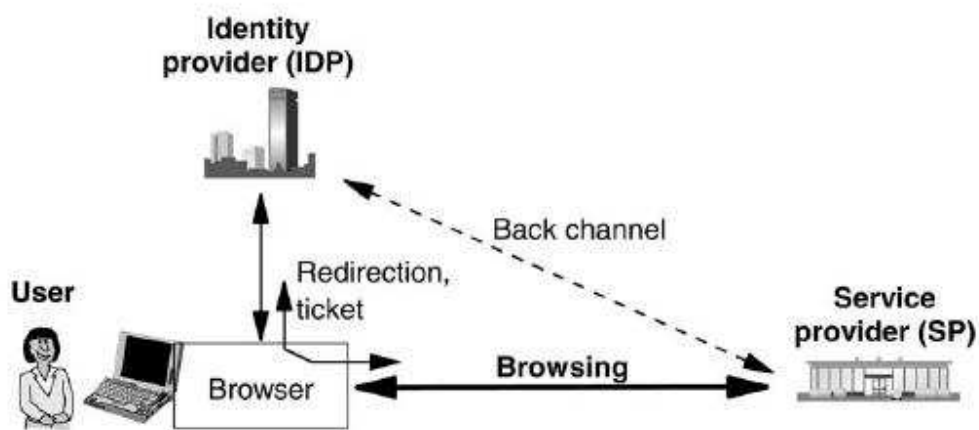 Identity
provider (IDP)
Back channel
Redirection,
ticket
User
Service
provider (SP)
Browsing
Browser